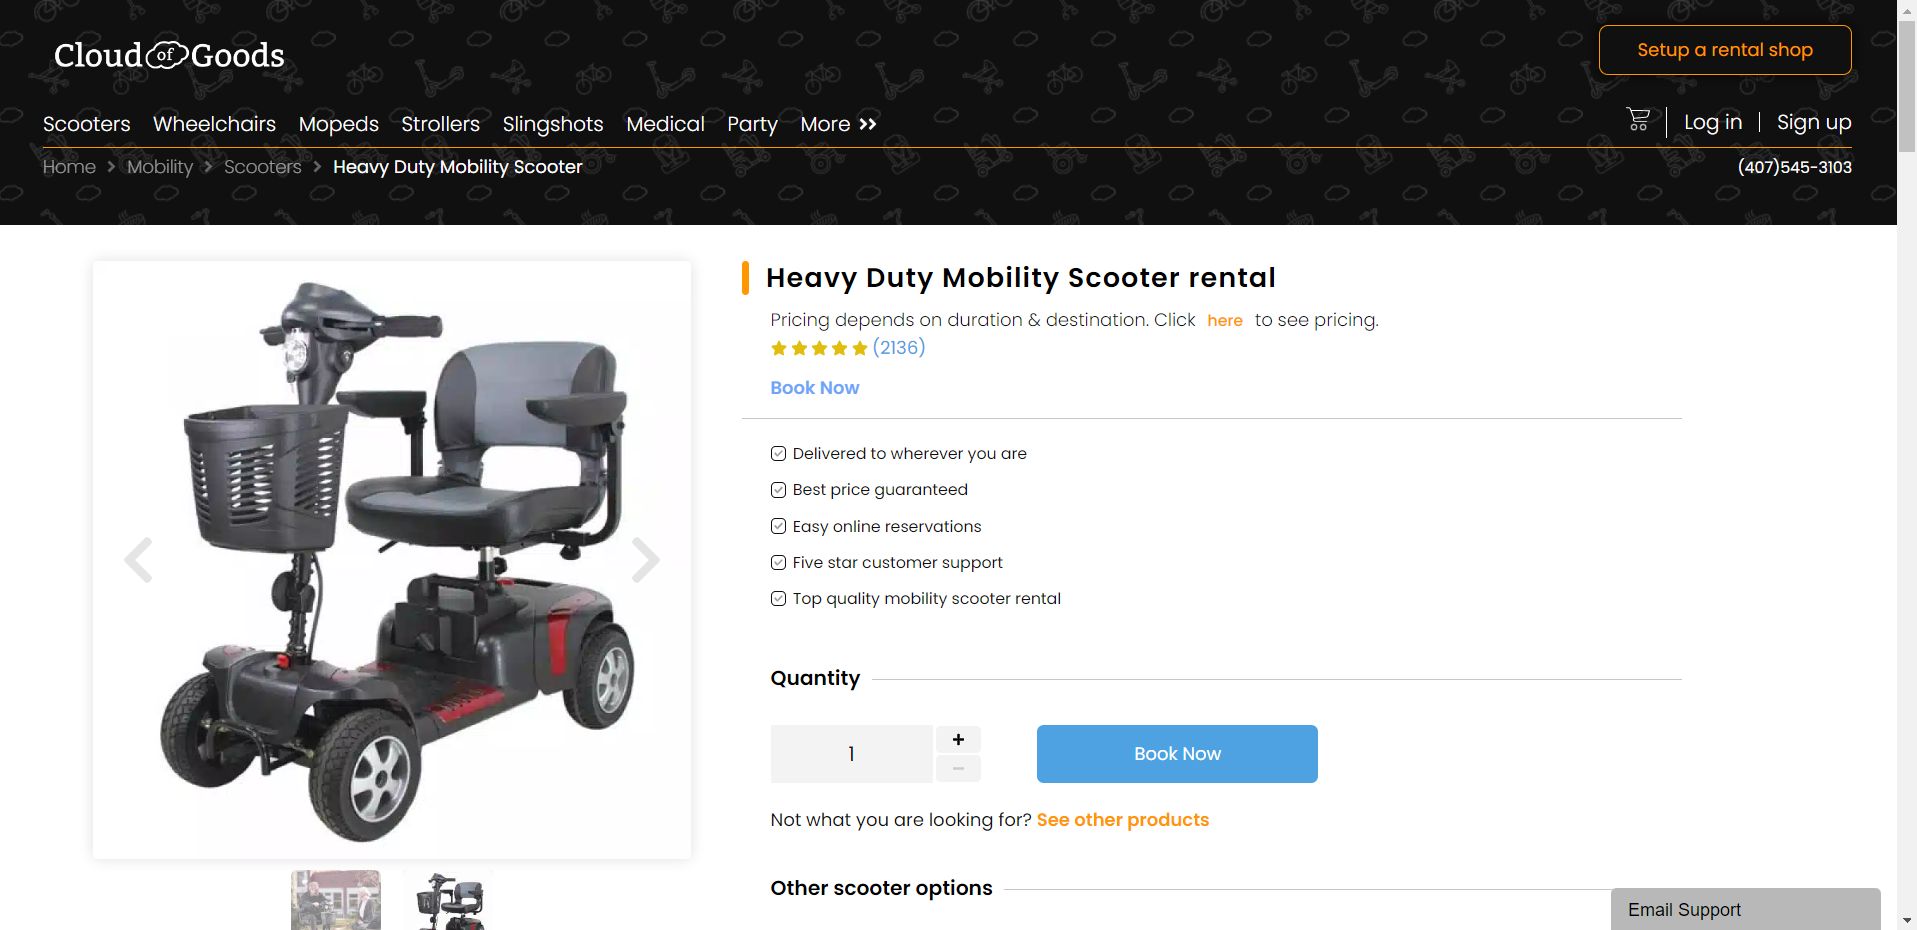 Cloud of Goods
Setup a rental shop
Scooters Wheelchairs Mopeds Strollers Slingshots Medical Party More
Log in Sign up
Home Mobility Scooters Heavy Duty Mobility Scooter
(407)545-3103
Heavy Duty Mobility Scooter rental
Pricing depends on duration & destination. Click here to see pricing.
(2136)
Book Now
Delivered to wherever you are
Best price guaranteed
Easy online reservations
Five star customer support
Top quality mobility scooter rental
Quantity
1
+
−
Book Now
Not what you are looking for? See other products
Other scooter options
Email Support